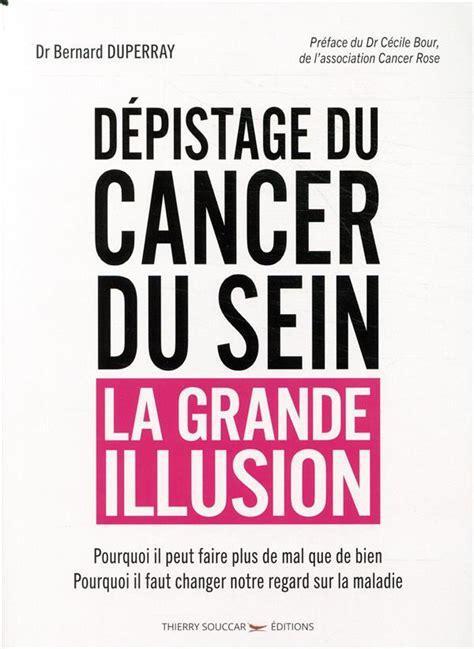 Dr Bernard DUPERRAY
Préface du Dr Cécile Bour,
de l'association Cancer Rose
DÉPISTAGE DU
CANCER
DU SEIN
LA GRANDE
ILLUSION
Pourquoi il peut faire plus de mal que de bien
Pourquoi il faut changer notre regard sur la maladie
THIERRY SOUCCAR ÉDITIONS